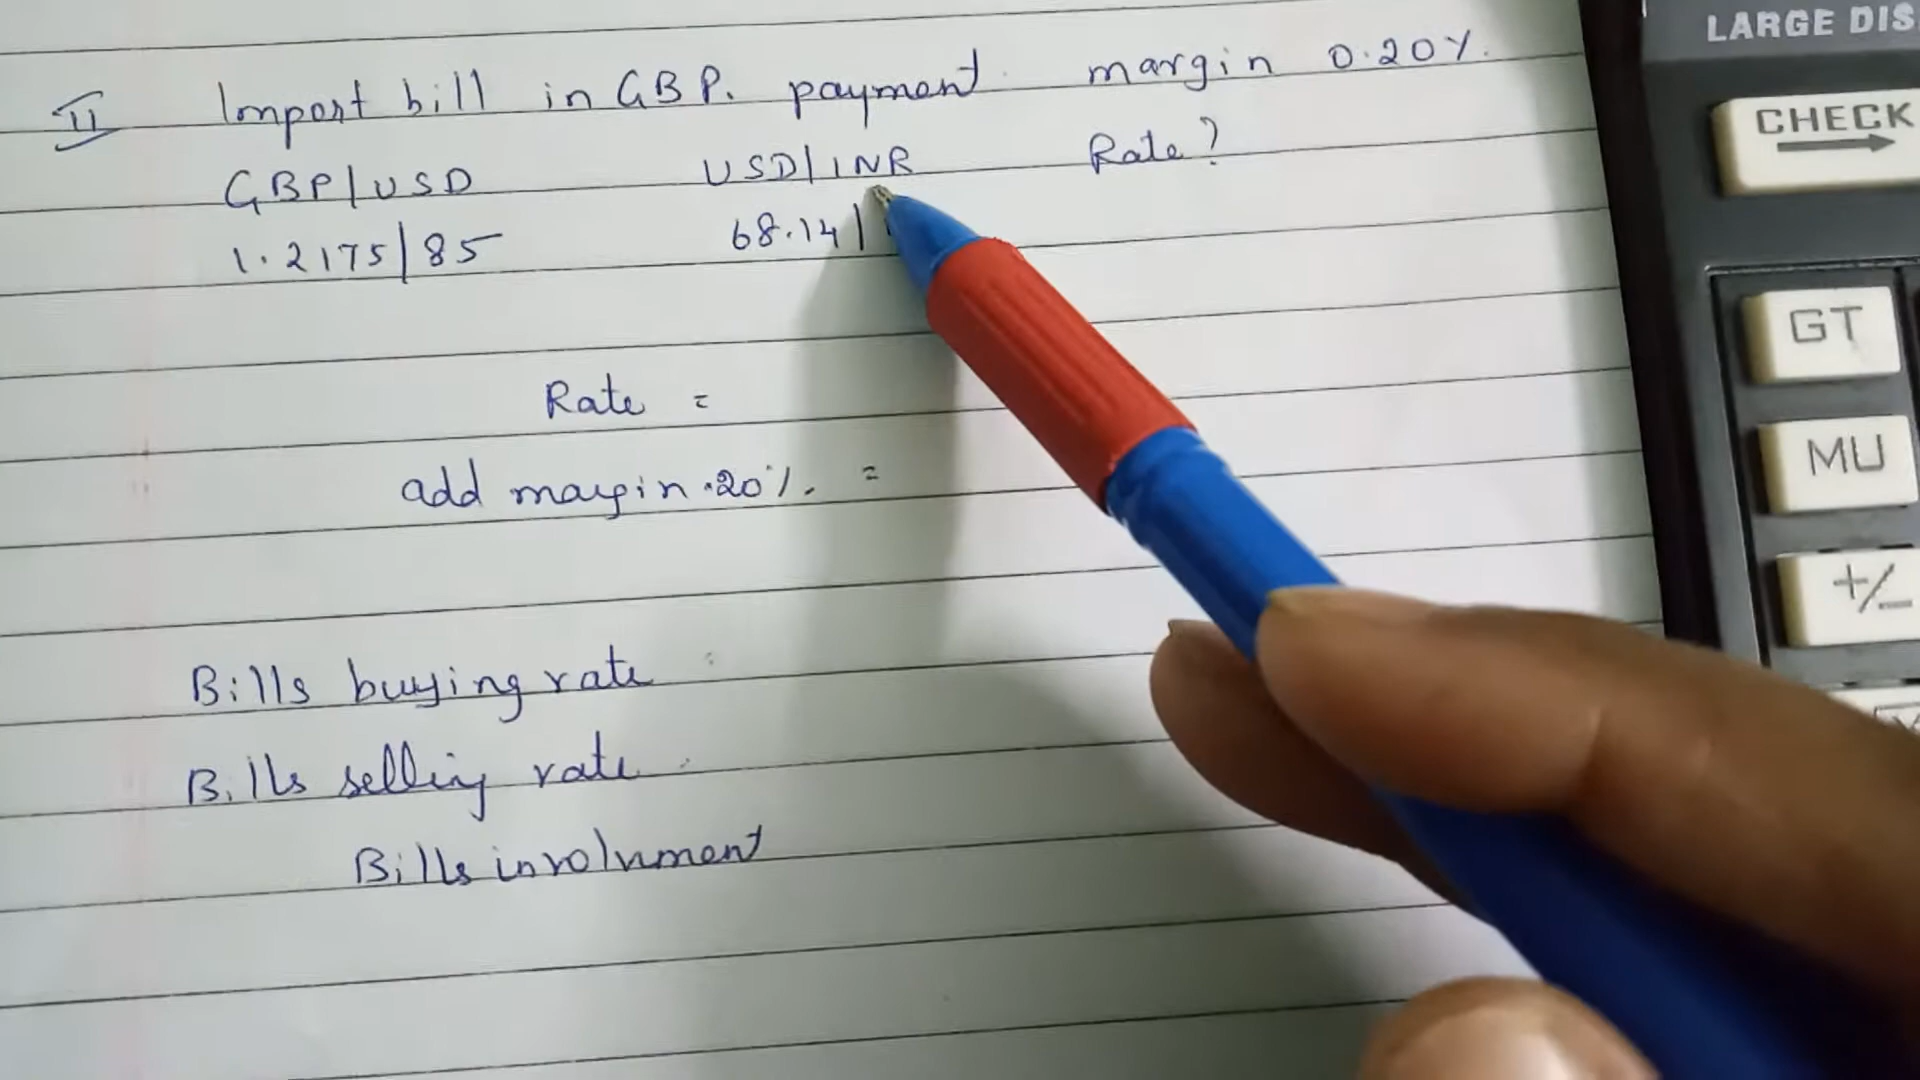 II Import bill in GBP. payment margin 0.20%.
GBP/USD USD/INR Rate?
1.2175/85 68.14/
Rate =
add margin .20%. =
Bills buying rate
Bills selling rate
Bills involvment
LARGE DIS
CHECK
GT
MU
+/-